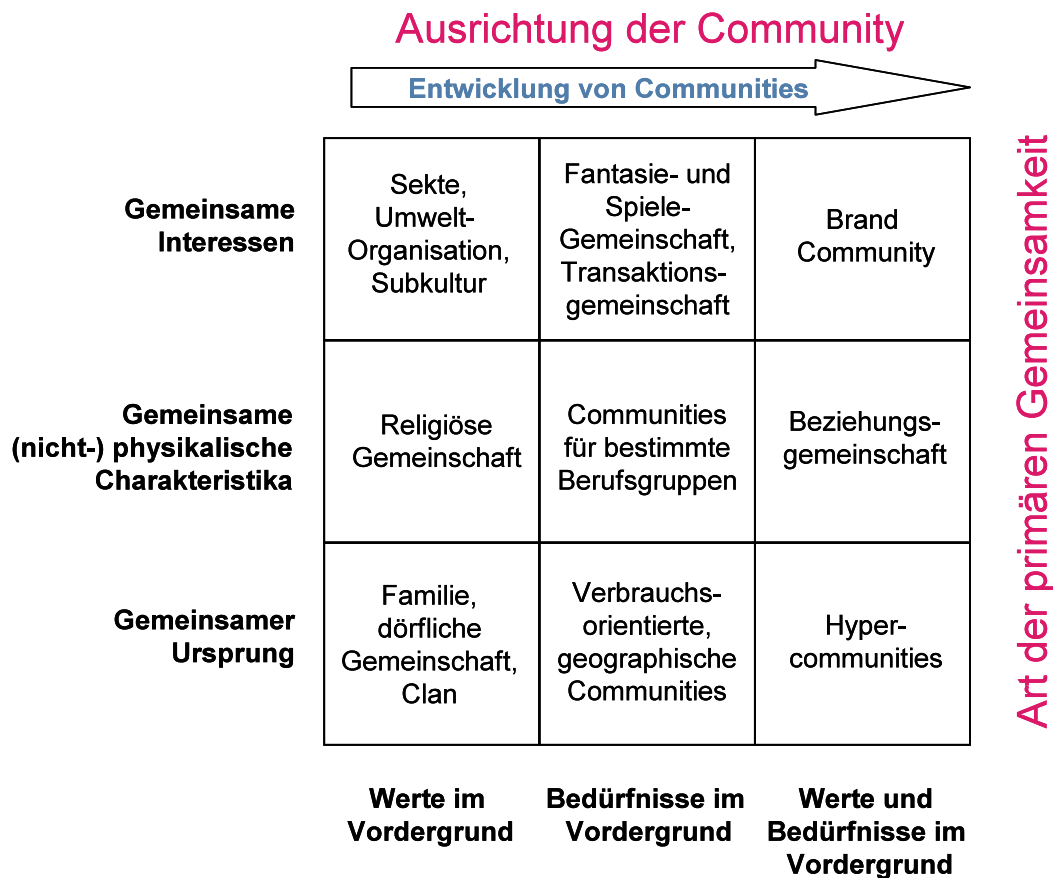 Ausrichtung der Community
Entwicklung von Communities
Art der primären Gemeinsamkeit
Gemeinsame
Interessen
Sekte,
Umwelt-
Organisation,
Subkultur
Fantasie- und
Spiele-
Gemeinschaft,
Transaktions-
gemeinschaft
Brand
Community
Gemeinsame
(nicht-) physikalische
Charakteristika
Religiöse
Gemeinschaft
Communities
für bestimmte
Berufsgruppen
Beziehungs-
gemeinschaft
Gemeinsamer
Ursprung
Familie,
dörfliche
Gemeinschaft,
Clan
Verbrauchs-
orientierte,
geographische
Communities
Hyper-
communities
Werte im
Vordergrund
Bedürfnisse im
Vordergrund
Werte und
Bedürfnisse im
Vordergrund